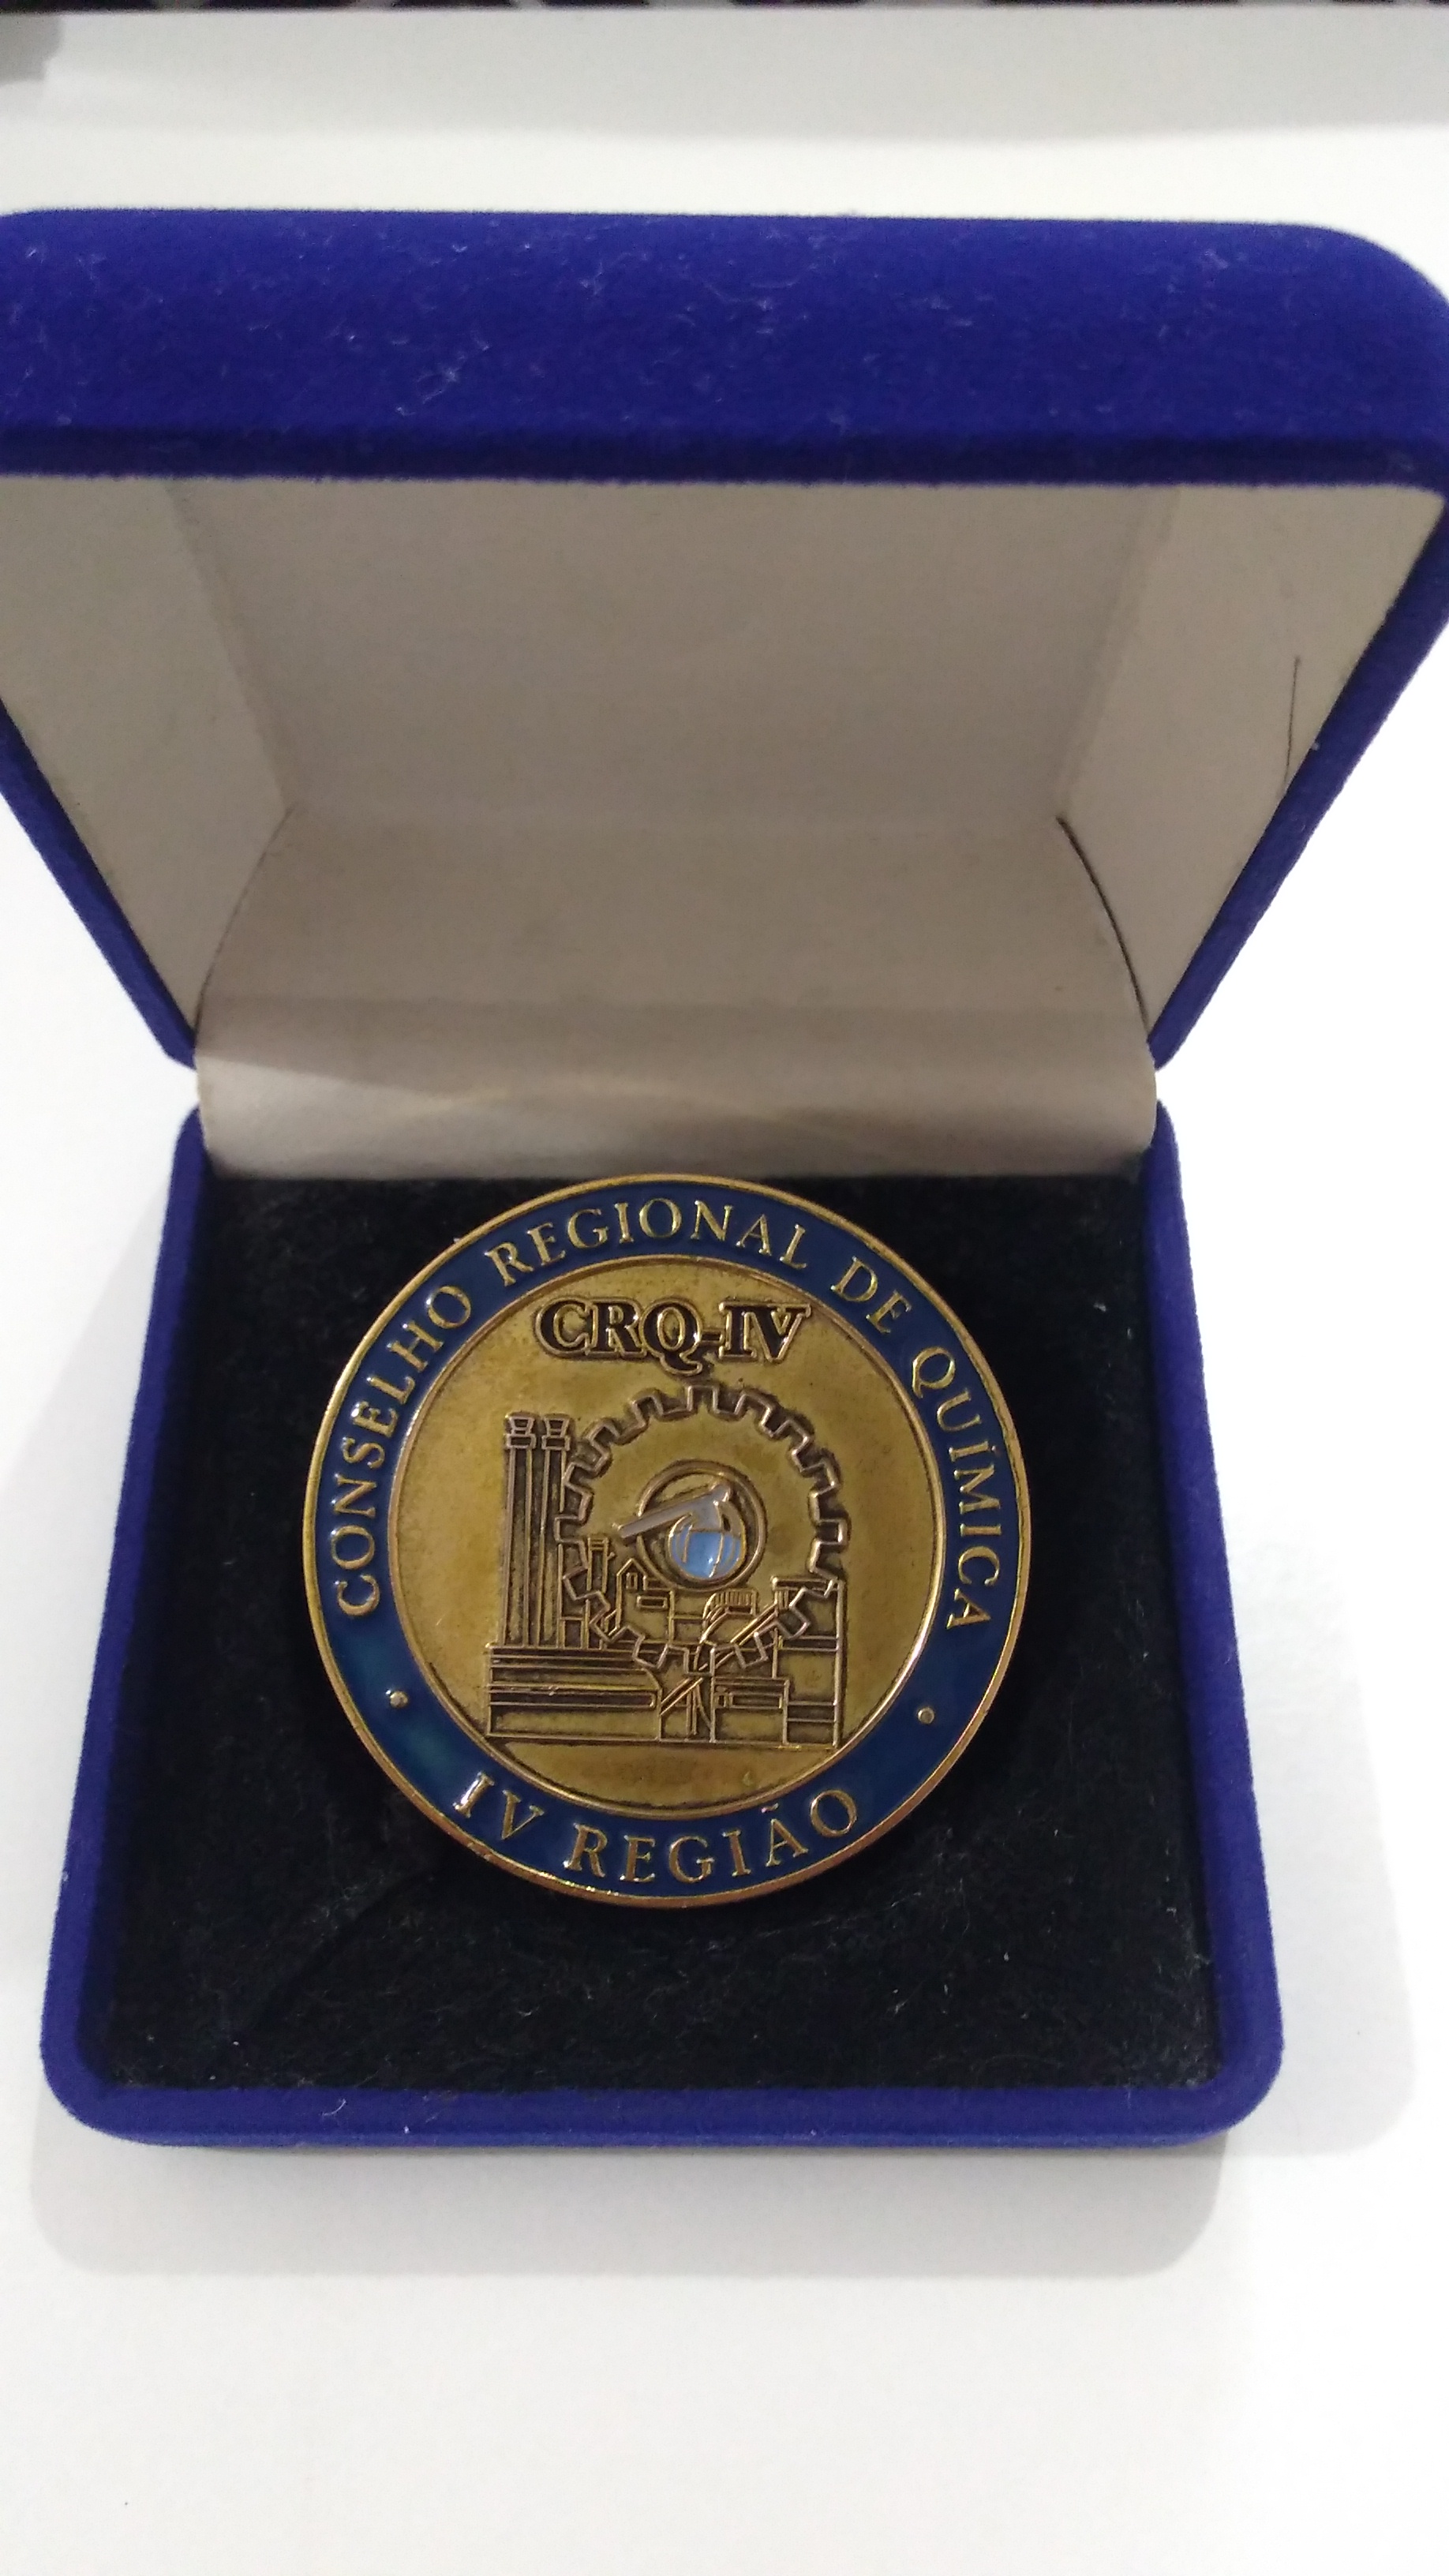 CONSELHO REGIONAL DE QUÍMICA
CRQ-IV
IV REGIÃO